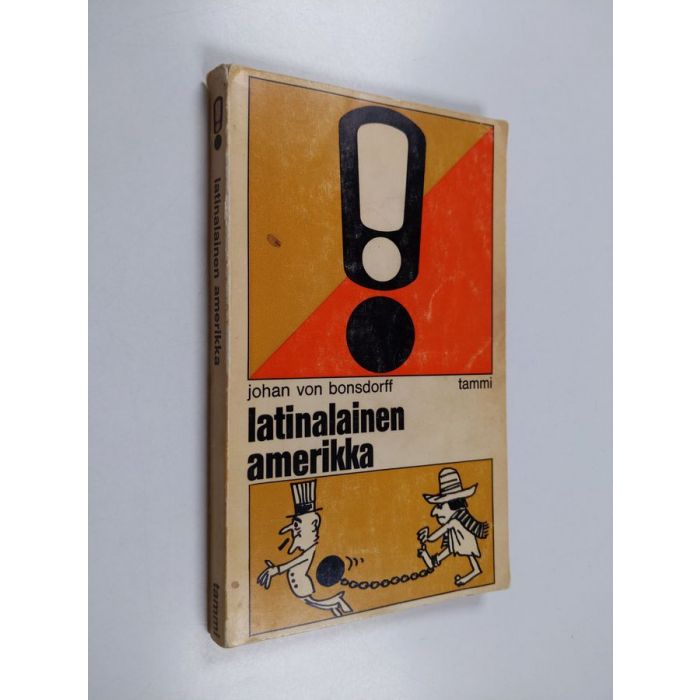 latinalainen amerikka
tammi
johan von bonsdorff
tammi
latinalainen
amerikka